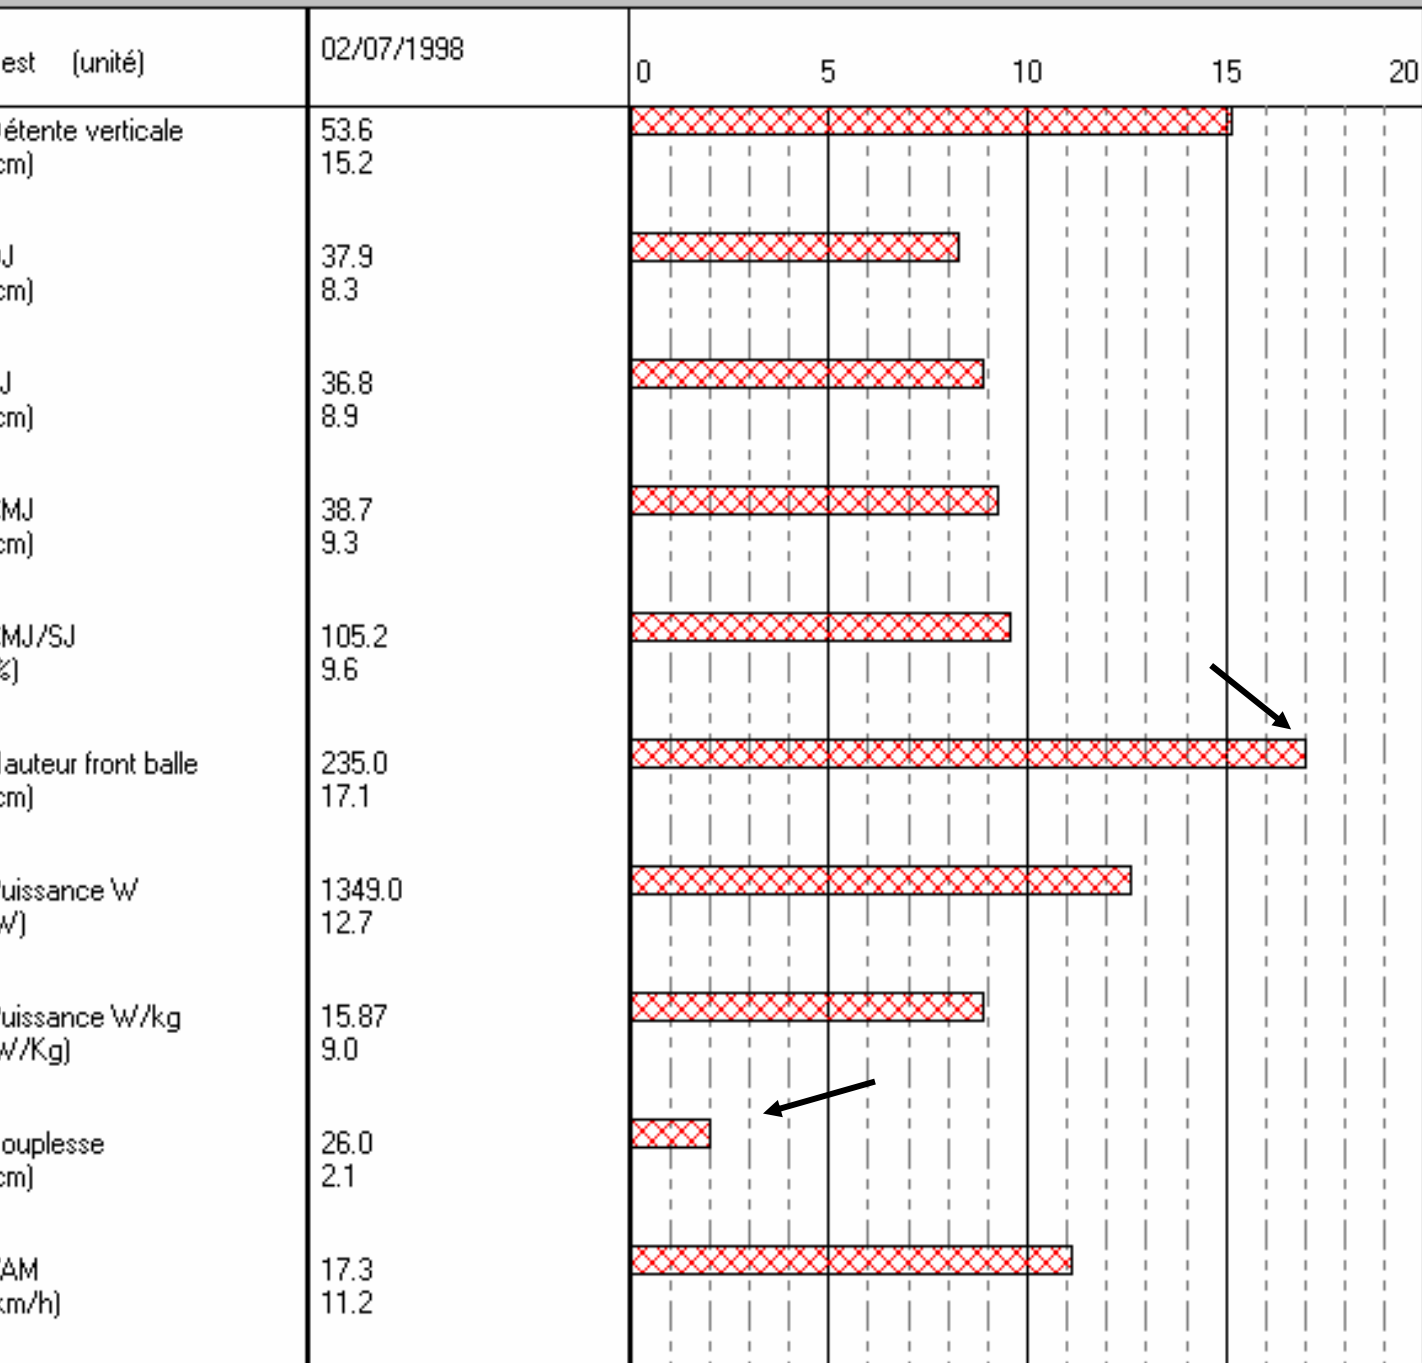 est (unité)
02/07/1998
0 5 10 15 20
étente verticale
53.6
cm)
15.2
J
37.9
cm)
8.3
J
36.8
cm)
8.9
MJ
38.7
cm)
9.3
MJ/SJ
105.2
%)
9.6
auteur front balle
235.0
cm)
17.1
uissance W
1349.0
W)
12.7
uissance W/kg
15.87
W/Kg)
9.0
ouplesse
26.0
cm)
2.1
AM
17.3
km/h)
11.2